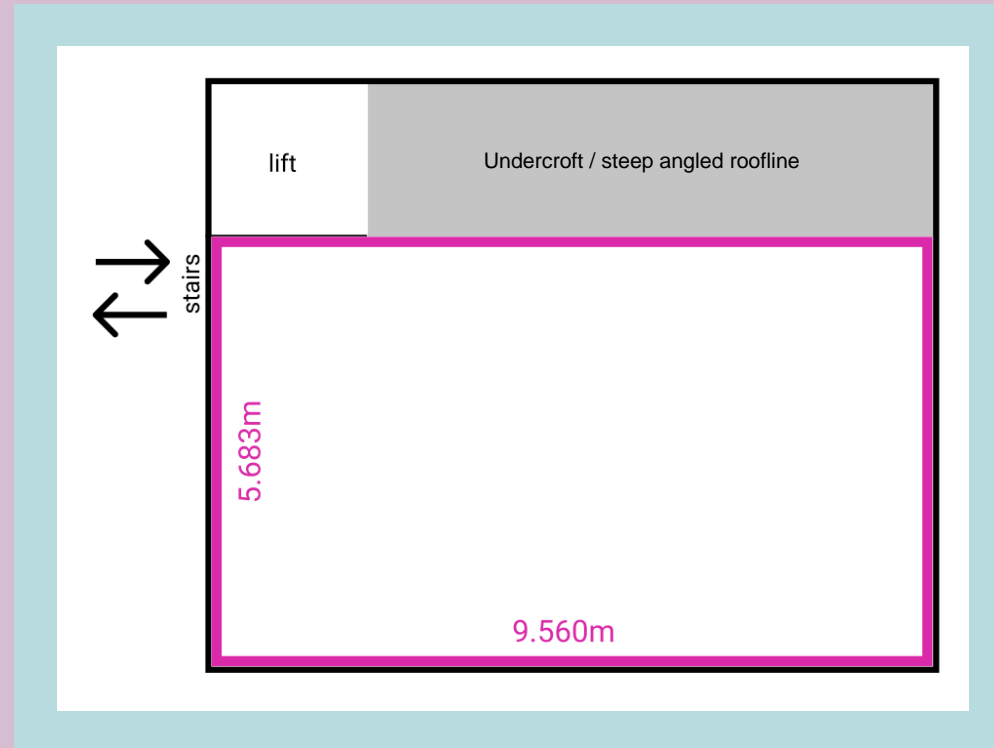 lift
Undercroft / steep angled roofline
stairs
5.683m
9.560m